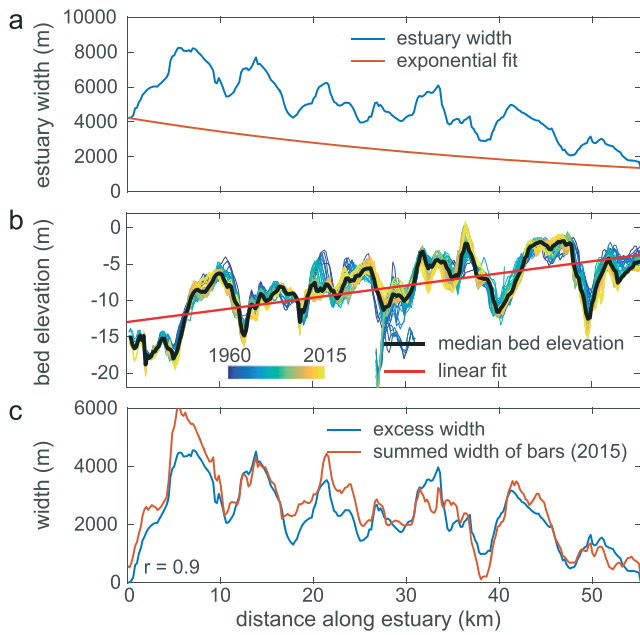 a
10000
8000
6000
4000
2000
0
estuary width (m)
estuary width
exponential fit
b
0
-5
-10
-15
-20
bed elevation (m)
1960 2015
median bed elevation
linear fit
c
6000
4000
2000
0
width (m)
excess width
summed width of bars (2015)
r = 0.9
0 10 20 30 40 50
distance along estuary (km)